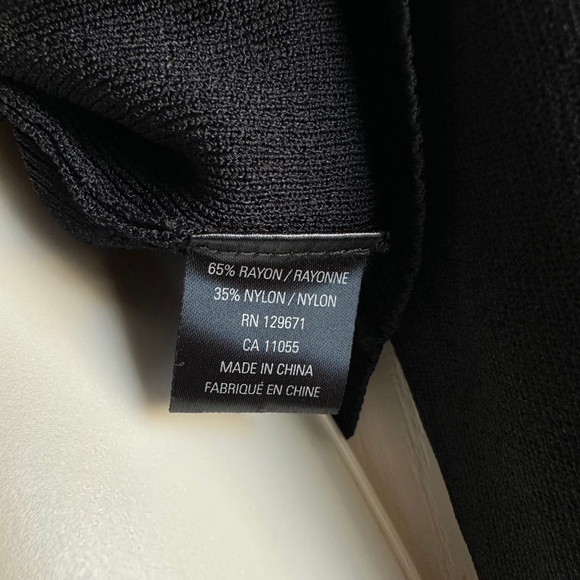 65% RAYON / RAYONNE
35% NYLON / NYLON
RN 129671
CA 11055
MADE IN CHINA
FABRIQUÉ EN CHINE